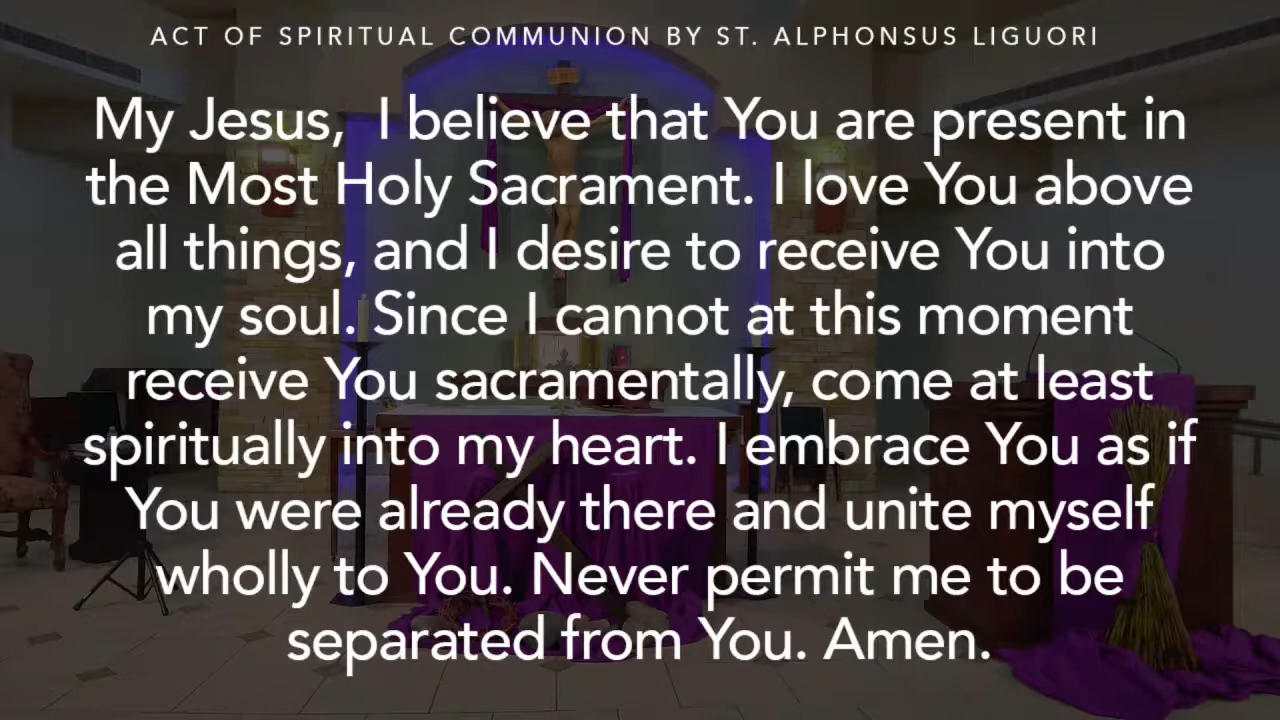 ACT OF SPIRITUAL COMMUNION BY ST. ALPHONSUS LIGUORI
My Jesus, I believe that You are present in
the Most Holy Sacrament. I love You above
all things, and I desire to receive You into
my soul. Since I cannot at this moment
receive You sacramentally, come at least
spiritually into my heart. I embrace You as if
You were already there and unite myself
wholly to You. Never permit me to be
separated from You. Amen.